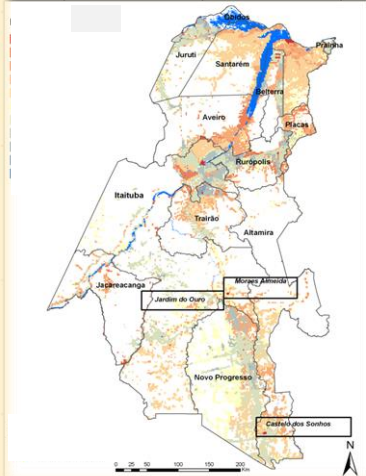 Óbidos
Prainha
Juruti
Santarém
Belterra
Aveiro
Placas
Rurópolis
Itaituba
Trairão
Altamira
Jacareacanga
Moraes Almeida
Jardim do Ouro
Novo Progresso
Castelo dos Sonhos
N
0 25 50 100 150 200
Km